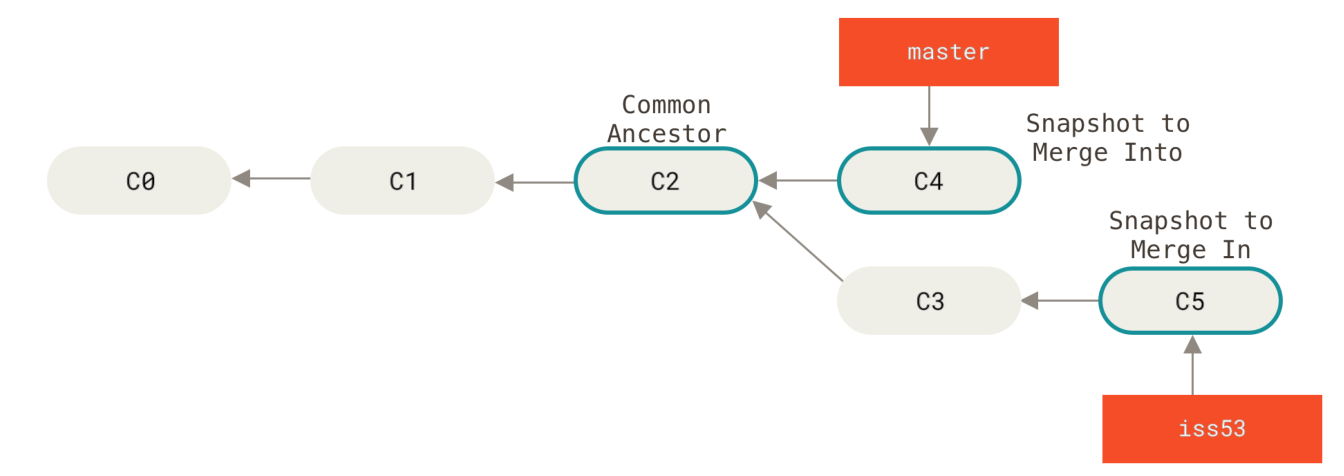 master
Common
Ancestor
Snapshot to
Merge Into
C0
C1
C2
C4
Snapshot to
Merge In
C3
C5
iss53